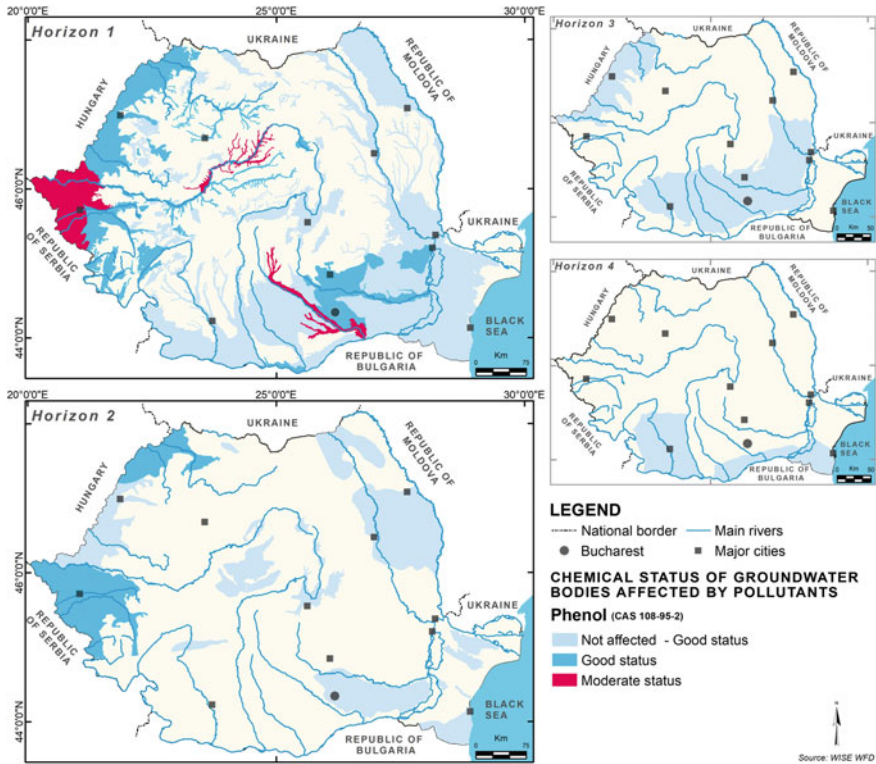 20°00'0"E
25°00'0"E
30°00'0"E
Horizon 1
UKRAINE
REPUBLIC OF
MOLDOVA
HUNGARY
46°0'0"N
REPUBLIC
OF SERBIA
UKRAINE
44°0'0"N
BLACK
SEA
REPUBLIC OF
BULGARIA
Km
0 75
Horizon 3
UKRAINE
REPUBLIC OF
MOLDOVA
HUNGARY
UKRAINE
REPUBLIC
OF SERBIA
BLACK
SEA
REPUBLIC OF
BULGARIA
Km
0 50
Horizon 4
UKRAINE
REPUBLIC OF
MOLDOVA
HUNGARY
UKRAINE
REPUBLIC
OF SERBIA
BLACK
SEA
REPUBLIC OF
BULGARIA
Km
0 50
20°00'0"E
25°00'0"E
30°00'0"E
Horizon 2
UKRAINE
REPUBLIC OF
MOLDOVA
HUNGARY
46°0'0"N
REPUBLIC
OF SERBIA
UKRAINE
44°0'0"N
BLACK
SEA
REPUBLIC OF
BULGARIA
Km
0 75
LEGEND
National border
Main rivers
Bucharest
Major cities
CHEMICAL STATUS OF GROUNDWATER
BODIES AFFECTED BY POLLUTANTS
Phenol (CAS 108-95-2)
Not affected - Good status
Good status
Moderate status
N
Source: WISE WFD